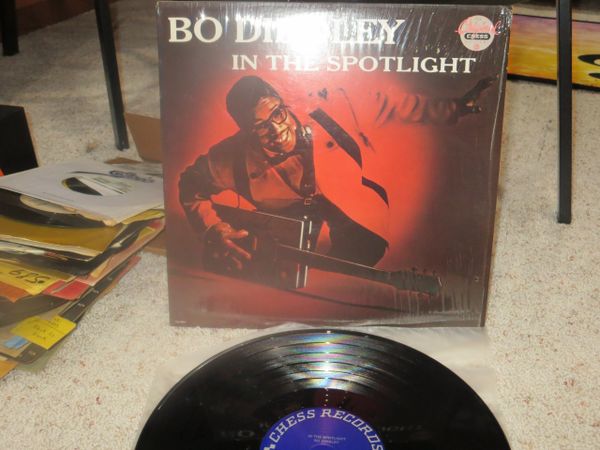 BO DIDDLEY
IN THE SPOTLIGHT
CHESS
CHESS RECORDS
IN THE SPOTLIGHT
BO DIDDLEY